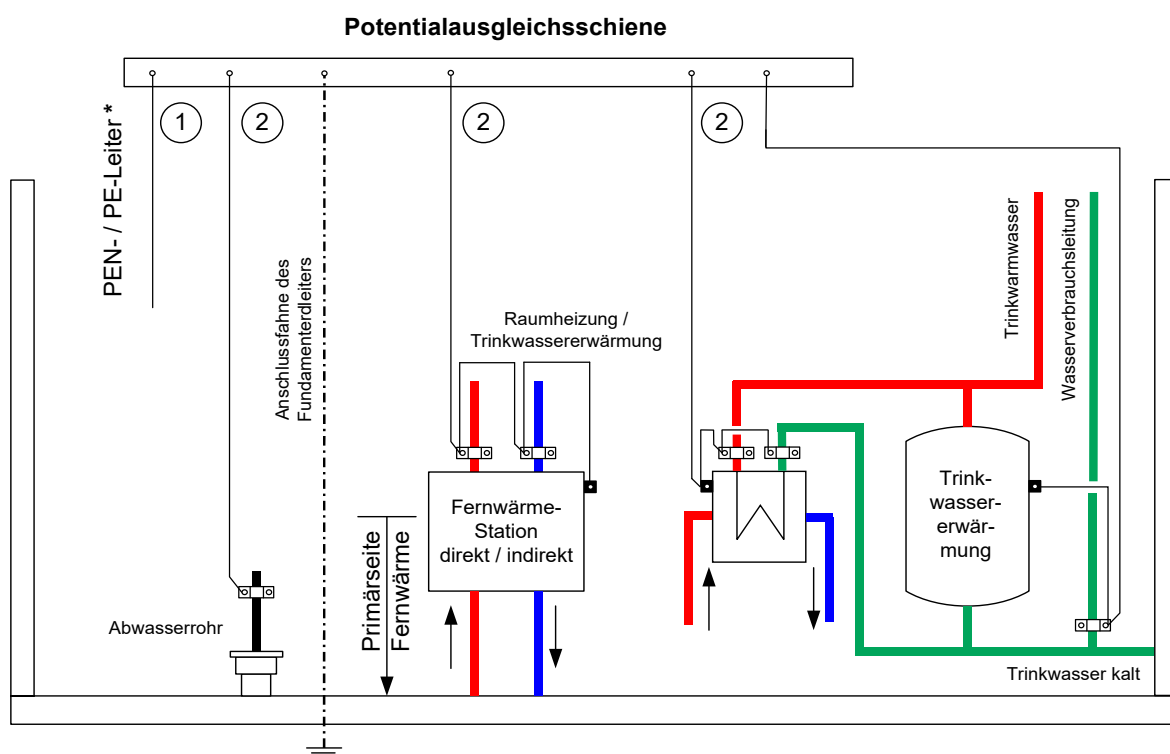 Potentialausgleichsschiene
PEN- / PE-Leiter *
1
2
2
2
Anschlussfahne des
Fundamenterdleiters
Raumheizung /
Trinkwassererwärmung
Trinkwarmwasser
Wasserverbrauchsleitung
Fernwärme-
Station
direkt / indirekt
Trink-
wasser-
erwär-
mung
Primärseite
Fernwärme
Abwasserrohr
Trinkwasser kalt